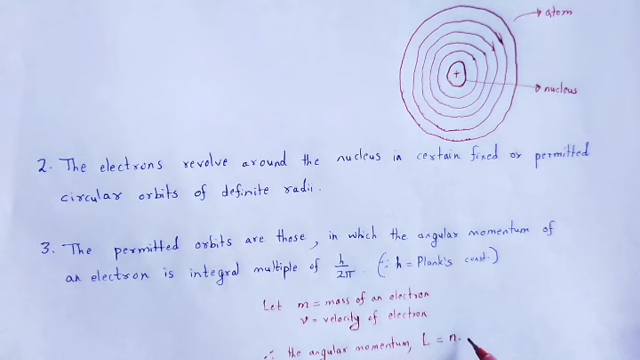 atom
+
nucleus
2. The electrons revolve around the nucleus in certain fixed or permitted
circular orbits of definite radii.
3. The permitted orbits are those, in which the angular momentum of
an electron is integral multiple of h/2π. (∵ h = Plank's const.)
Let m = mass of an electron
v = velocity of electron
∴ the angular momentum, L = n.